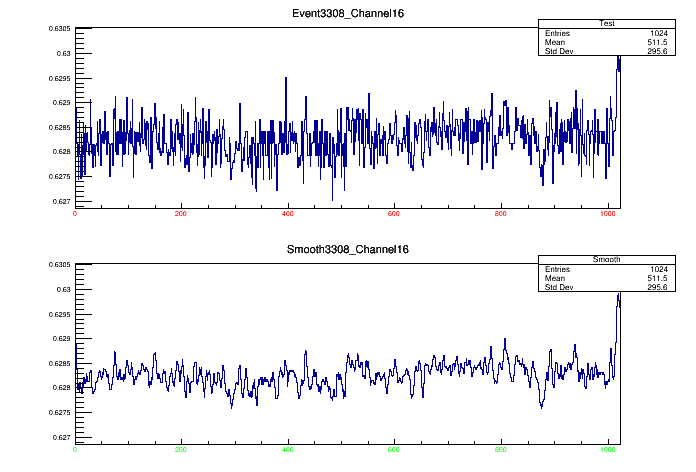 Event3308_Channel16
Test
Entries 1024
Mean 511.5
Std Dev 295.6
0.6305
0.63
0.6295
0.629
0.6285
0.628
0.6275
0.627
0 200 400 600 800 1000
Smooth3308_Channel16
Smooth
Entries 1024
Mean 511.5
Std Dev 295.6
0.6305
0.63
0.6295
0.629
0.6285
0.628
0.6275
0.627
0 200 400 600 800 1000